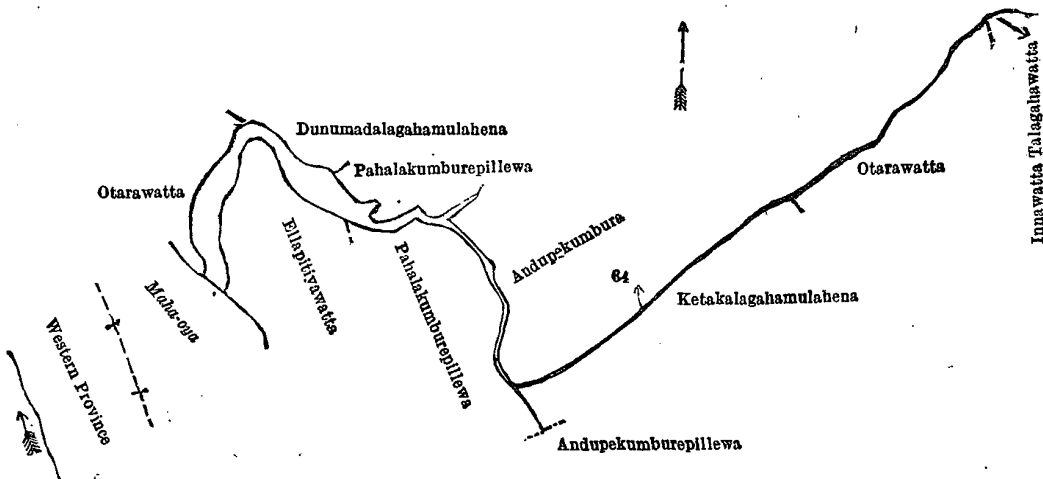 Dunumadalagahamulahena
Pahalakumburepillewa
Otarawatta
Otarawatta
Innawatta Talagahawatta
Ellapitiyawatta
Pahalakumburepillewa
Andupekumbura
64
Ketakalagahamulahena
Maha-oya
Western Province
Andupekumburepillewa